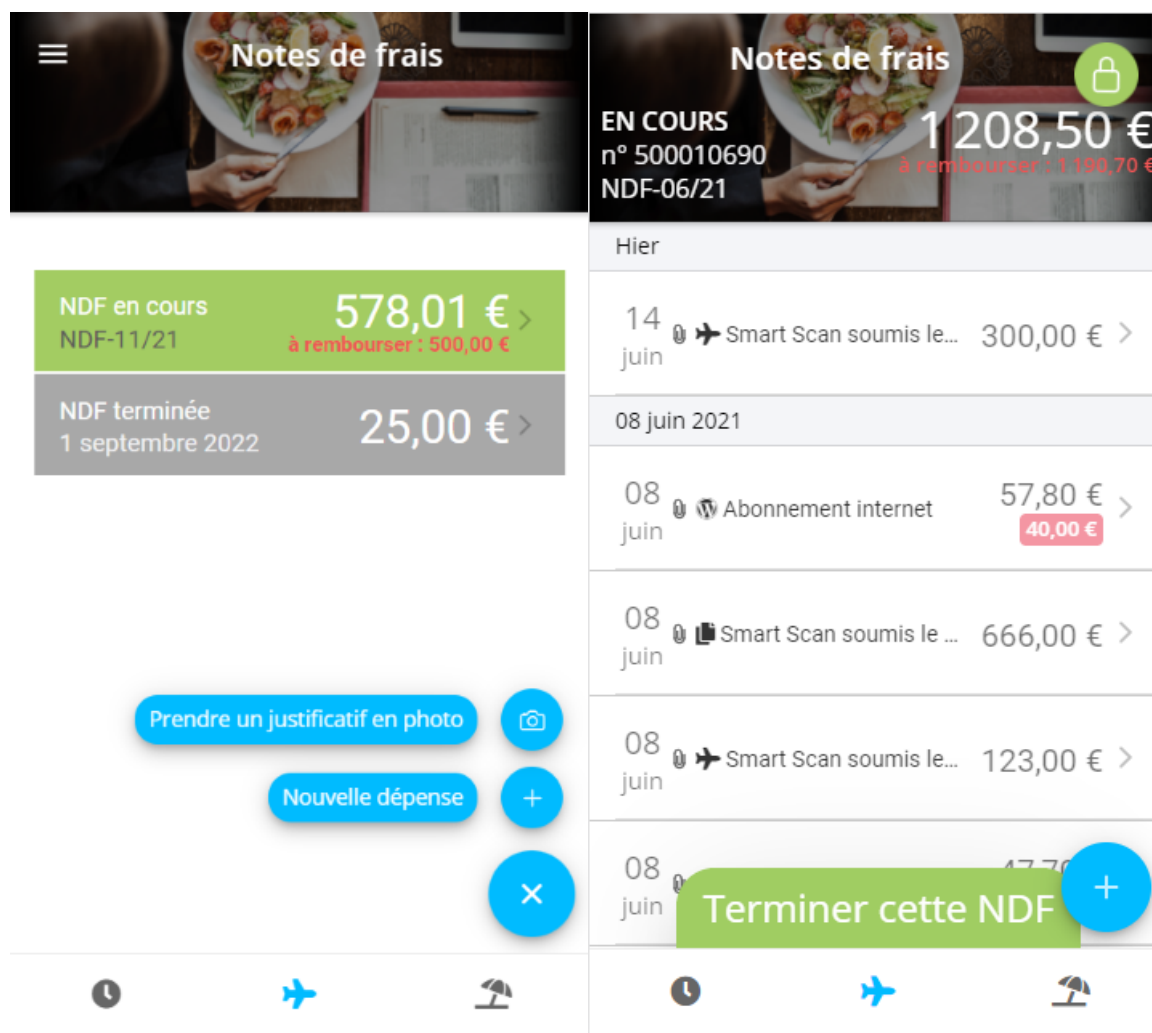 Notes de frais
NDF en cours
NDF-11/21
578,01 €
à rembourser : 500,00 €
NDF terminée
1 septembre 2022
25,00 €
Prendre un justificatif en photo
Nouvelle dépense
Notes de frais
EN COURS
n° 500010690
NDF-06/21
1 208,50 €
à rembourser : 1 190,70 €
Hier
14 juin
Smart Scan soumis le...
300,00 €
08 juin 2021
08 juin
Abonnement internet
57,80 €
40,00 €
08 juin
Smart Scan soumis le ...
666,00 €
08 juin
Smart Scan soumis le...
123,00 €
08 juin
Terminer cette NDF